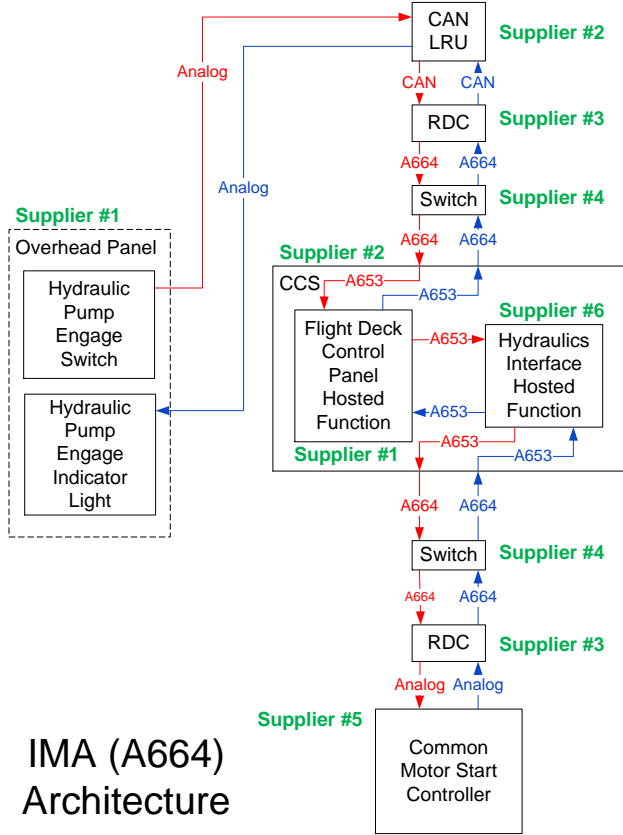 CAN
LRU
Supplier #2
Analog
CAN
CAN
RDC
Supplier #3
A664
A664
Analog
Switch
Supplier #4
Supplier #1
A664
A664
Overhead Panel
Supplier #2
CCS
A653
A653
Hydraulic
Pump
Engage
Switch
Supplier #6
Flight Deck
Control
Panel
Hosted
Function
A653
Hydraulics
Interface
Hosted
Function
Hydraulic
Pump
Engage
Indicator
Light
A653
A653
Supplier #1
A653
A664
A664
Switch
Supplier #4
A664
A664
RDC
Supplier #3
Analog
Analog
Supplier #5
Common
Motor Start
Controller
IMA (A664)
Architecture